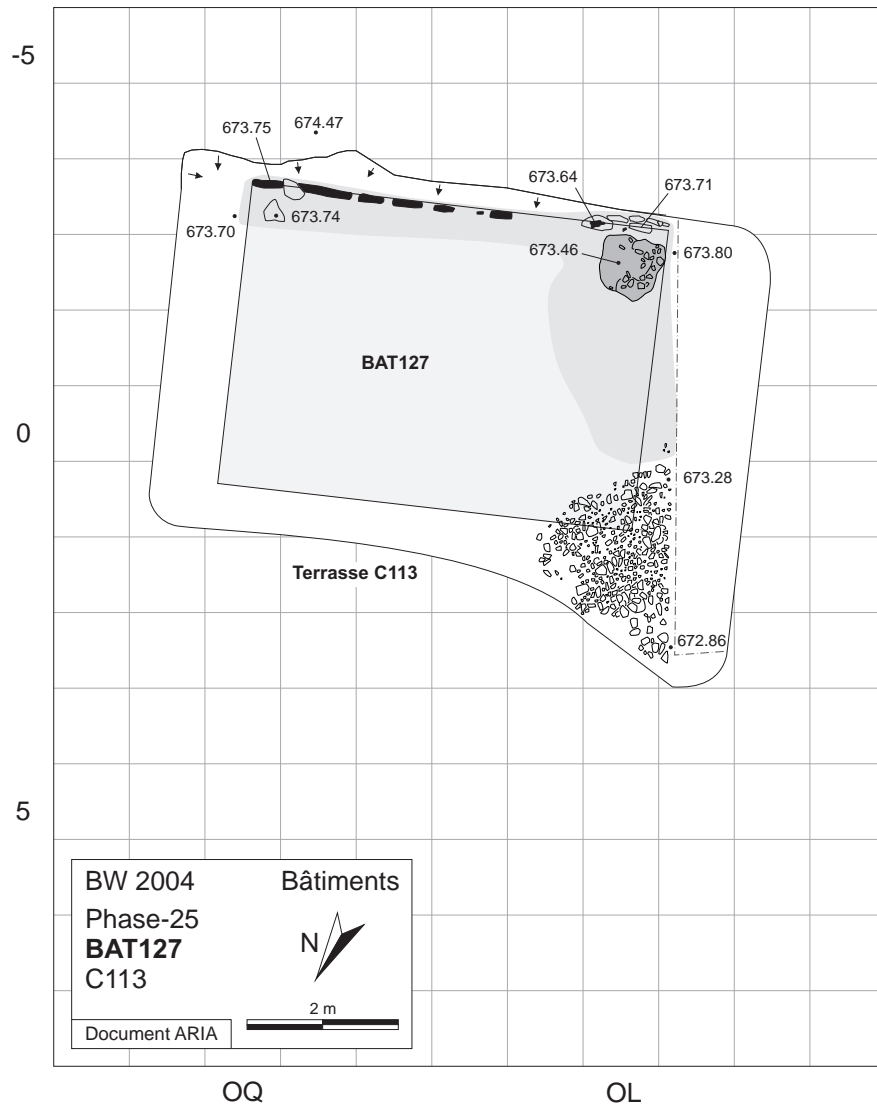 -5
674.47
673.75
673.64
673.71
673.74
673.70
673.46
673.80
BAT127
0
673.28
Terrasse C113
672.86
5
BW 2004 Bâtiments
Phase-25
BAT127
C113
N
2 m
Document ARIA
OQ OL